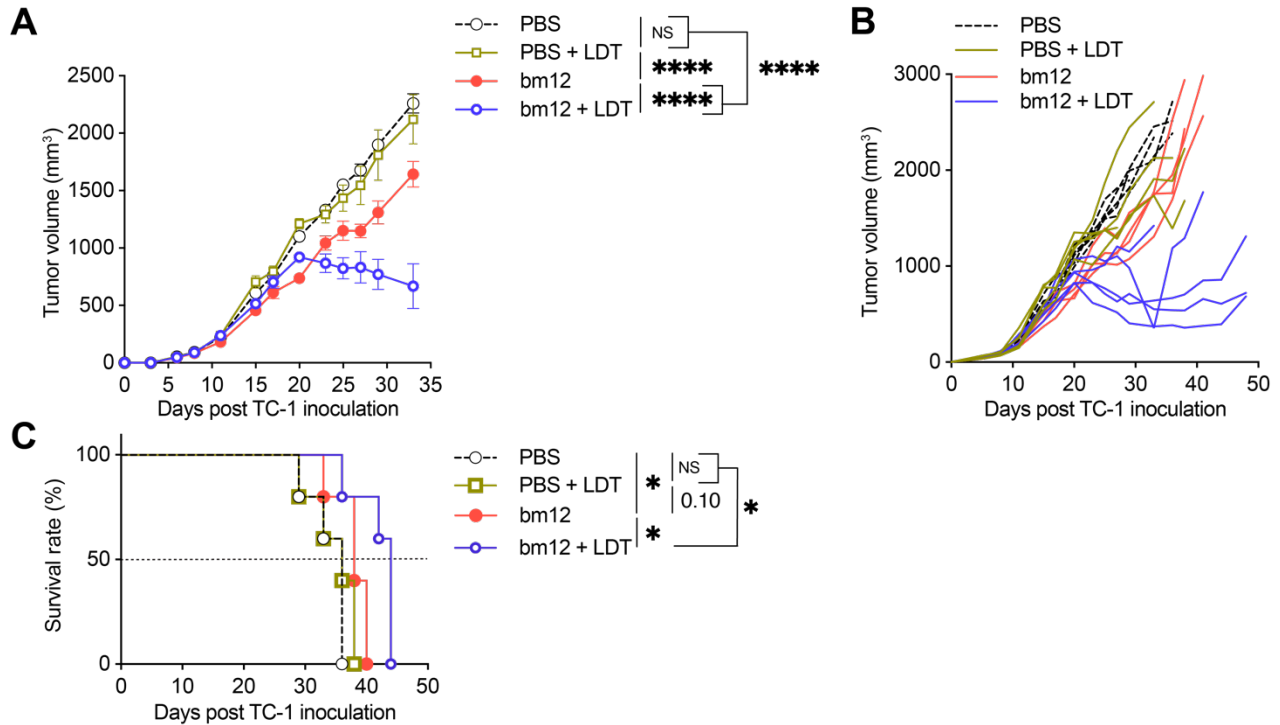 A
PBS
PBS + LDT
bm12
bm12 + LDT
NS
****
****
****
Tumor volume (mm³)
2500
2000
1500
1000
500
0
0 5 10 15 20 25 30 35
Days post TC-1 inoculation
B
PBS
PBS + LDT
bm12
bm12 + LDT
Tumor volume (mm³)
3000
2000
1000
0
0 10 20 30 40 50
Days post TC-1 inoculation
C
PBS
PBS + LDT
bm12
bm12 + LDT
*
NS
0.10
*
*
Survival rate (%)
100
50
0
0 10 20 30 40 50
Days post TC-1 inoculation